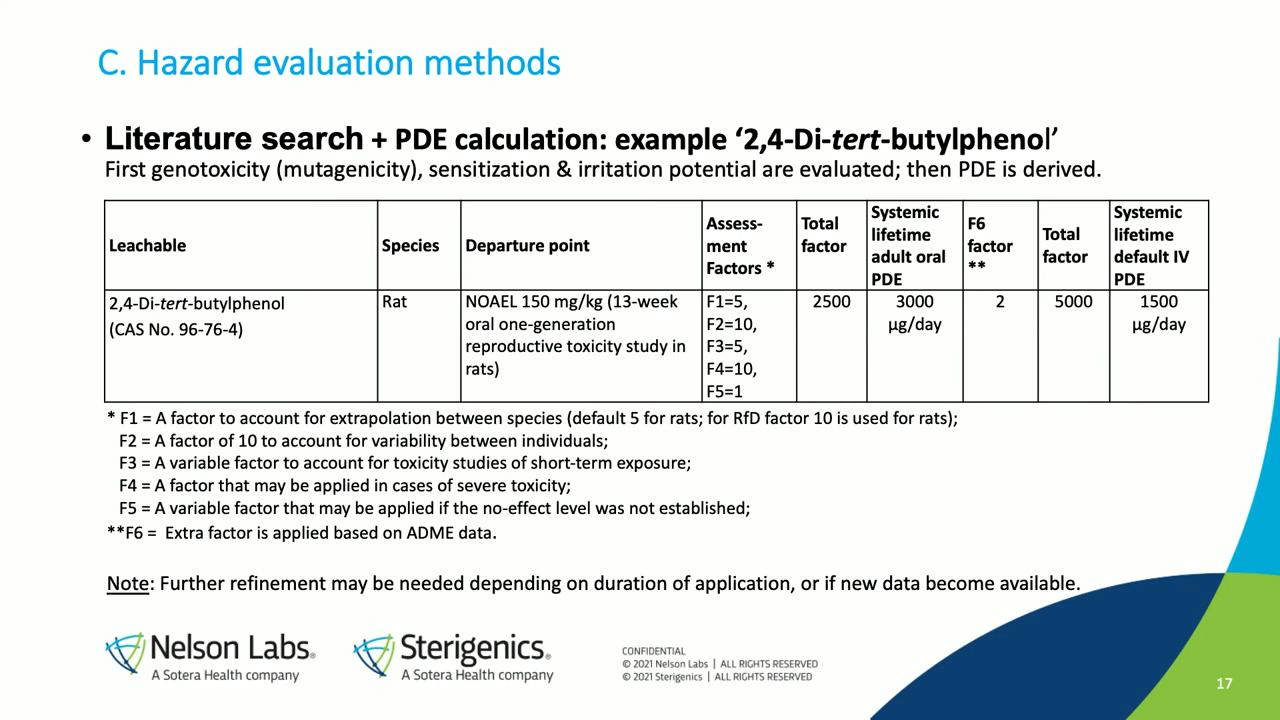 C. Hazard evaluation methods
• Literature search + PDE calculation: example ‘2,4-Di-tert-butylphenol’
First genotoxicity (mutagenicity), sensitization & irritation potential are evaluated; then PDE is derived.
Leachable
Species
Departure point
Assess-
ment
Factors *
Total
factor
Systemic
lifetime
adult oral
PDE
F6
factor
**
Total
factor
Systemic
lifetime
default IV
PDE
2,4-Di-tert-butylphenol
(CAS No. 96-76-4)
Rat
NOAEL 150 mg/kg (13-week
oral one-generation
reproductive toxicity study in
rats)
F1=5,
F2=10,
F3=5,
F4=10,
F5=1
2500
3000
µg/day
2
5000
1500
µg/day
* F1 = A factor to account for extrapolation between species (default 5 for rats; for RfD factor 10 is used for rats);
F2 = A factor of 10 to account for variability between individuals;
F3 = A variable factor to account for toxicity studies of short-term exposure;
F4 = A factor that may be applied in cases of severe toxicity;
F5 = A variable factor that may be applied if the no-effect level was not established;
**F6 = Extra factor is applied based on ADME data.
Note: Further refinement may be needed depending on duration of application, or if new data become available.
Nelson Labs®
A Sotera Health company
Sterigenics®
A Sotera Health company
CONFIDENTIAL
© 2021 Nelson Labs | ALL RIGHTS RESERVED
© 2021 Sterigenics | ALL RIGHTS RESERVED
17